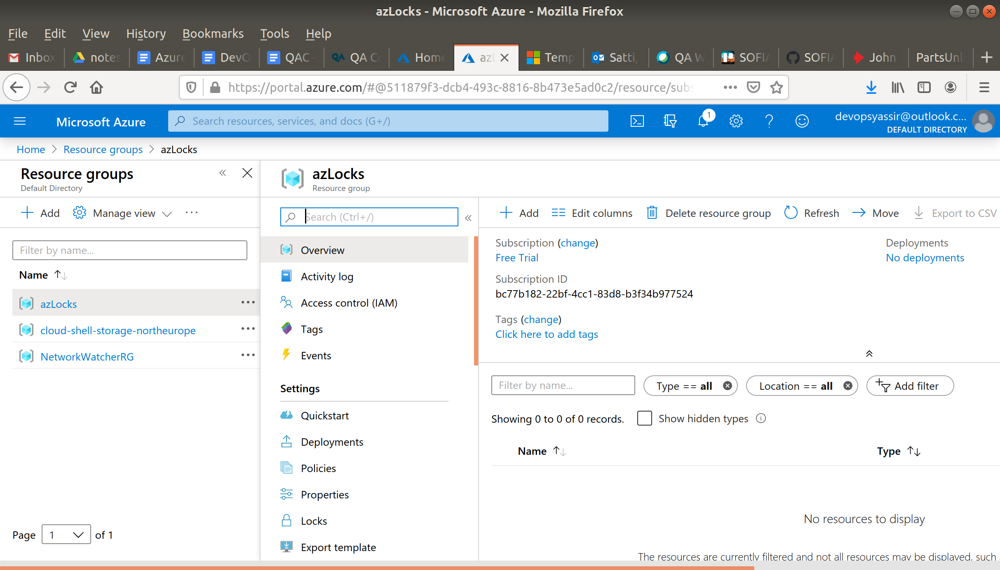 azLocks - Microsoft Azure - Mozilla Firefox
File Edit View History Bookmarks Tools Help
Inbox notes Azure DevO QAC - QA Co Home azL Temp Satti, QA W SOFIA SOFIA John PartsUnl
https://portal.azure.com/#@511879f3-dcb4-493c-8816-8b473e5ad0c2/resource/subs
Microsoft Azure
Search resources, services, and docs (G+/)
1
devopsyassir@outlook.c...
DEFAULT DIRECTORY
Home > Resource groups > azLocks
Resource groups
Default Directory
Add Manage view ...
Filter by name...
Name
azLocks
cloud-shell-storage-northeurope
NetworkWatcherRG
Page 1 of 1
azLocks
Resource group
Search (Ctrl+/)
Overview
Activity log
Access control (IAM)
Tags
Events
Settings
Quickstart
Deployments
Policies
Properties
Locks
Export template
Add Edit columns Delete resource group Refresh Move Export to CSV
Subscription (change)
Free Trial
Subscription ID
bc77b182-22bf-4cc1-83d8-b3f34b977524
Tags (change)
Click here to add tags
Deployments
No deployments
Filter by name...
Type == all
Location == all
Add filter
Showing 0 to 0 of 0 records.
Show hidden types
Name
Type
No resources to display
The resources are currently filtered and not all resources may be displayed, such